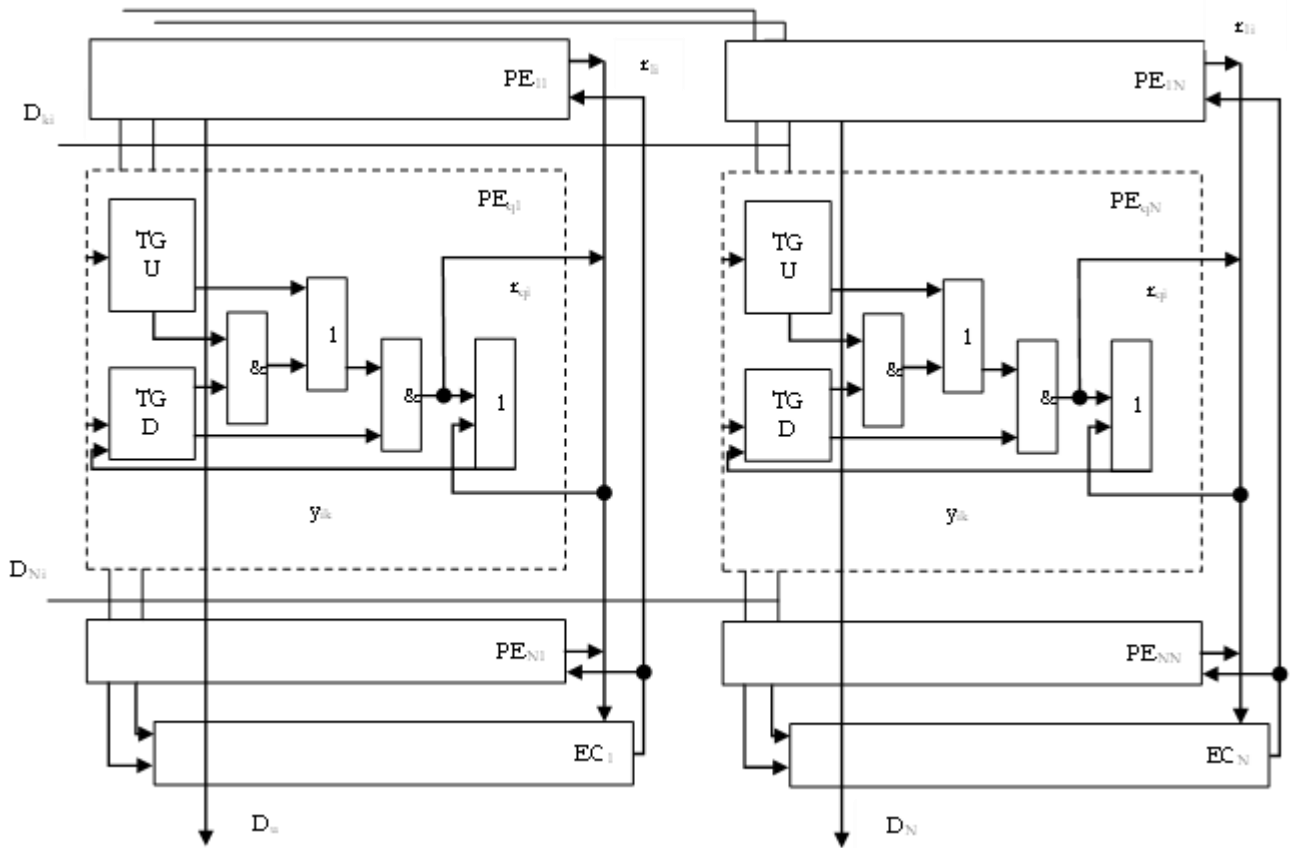 r₁ᵢ
r₁ᵢ
PE₁₁
PE₁N
Dₖᵢ
PEq₁
PEqN
TG
U
TG
U
rqᵢ
rqᵢ
1
1
&
&
&
&
1
1
TG
D
TG
D
yᵢₖ
yᵢₖ
DNᵢ
PEN₁
PENN
EC₁
ECN
D
DN